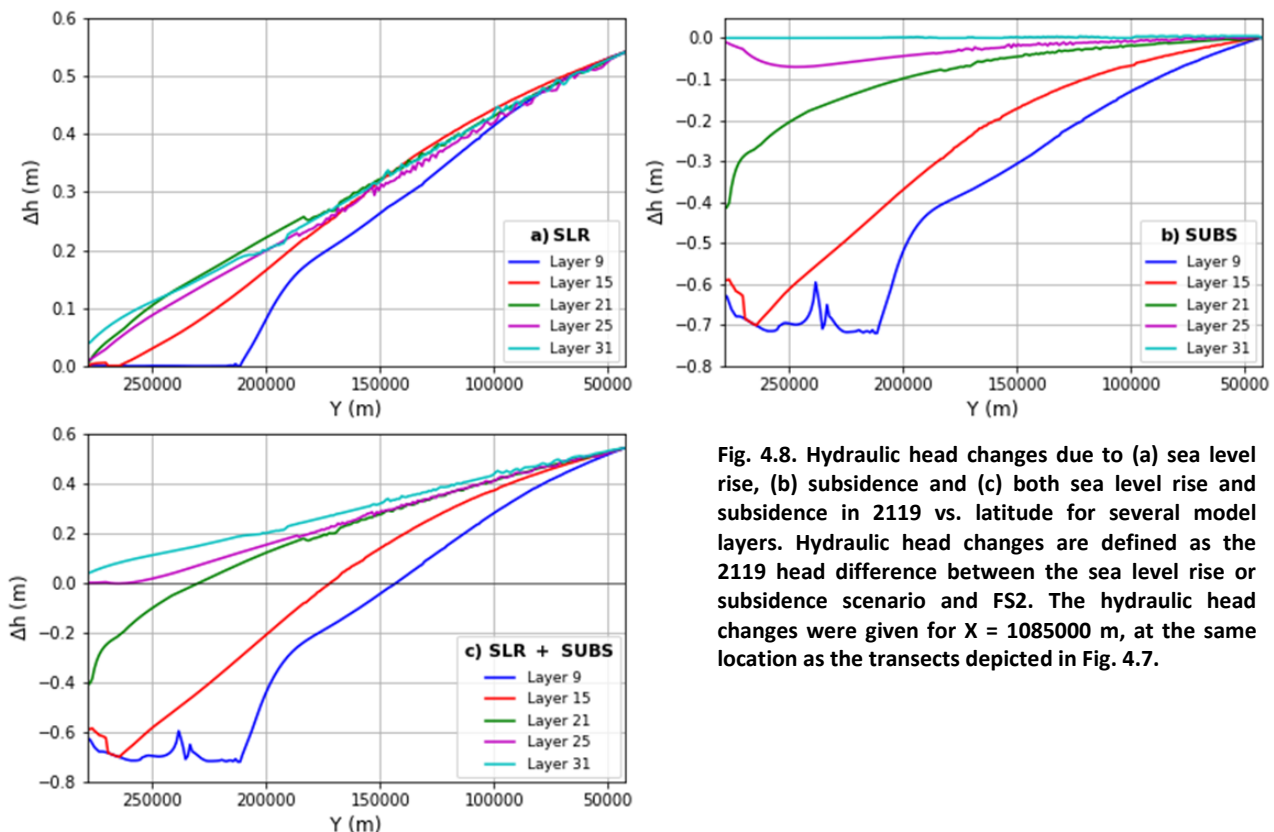 0.6
0.5
0.4
0.3
0.2
0.1
0.0
Δh (m)
a) SLR
Layer 9
Layer 15
Layer 21
Layer 25
Layer 31
250000 200000 150000 100000 50000
Y (m)
0.0
−0.1
−0.2
−0.3
−0.4
−0.5
−0.6
−0.7
−0.8
Δh (m)
b) SUBS
Layer 9
Layer 15
Layer 21
Layer 25
Layer 31
250000 200000 150000 100000 50000
Y (m)
0.6
0.4
0.2
0.0
−0.2
−0.4
−0.6
−0.8
Δh (m)
c) SLR + SUBS
Layer 9
Layer 15
Layer 21
Layer 25
Layer 31
250000 200000 150000 100000 50000
Y (m)
Fig. 4.8. Hydraulic head changes due to (a) sea level
rise, (b) subsidence and (c) both sea level rise and
subsidence in 2119 vs. latitude for several model
layers. Hydraulic head changes are defined as the
2119 head difference between the sea level rise or
subsidence scenario and FS2. The hydraulic head
changes were given for X = 1085000 m, at the same
location as the transects depicted in Fig. 4.7.